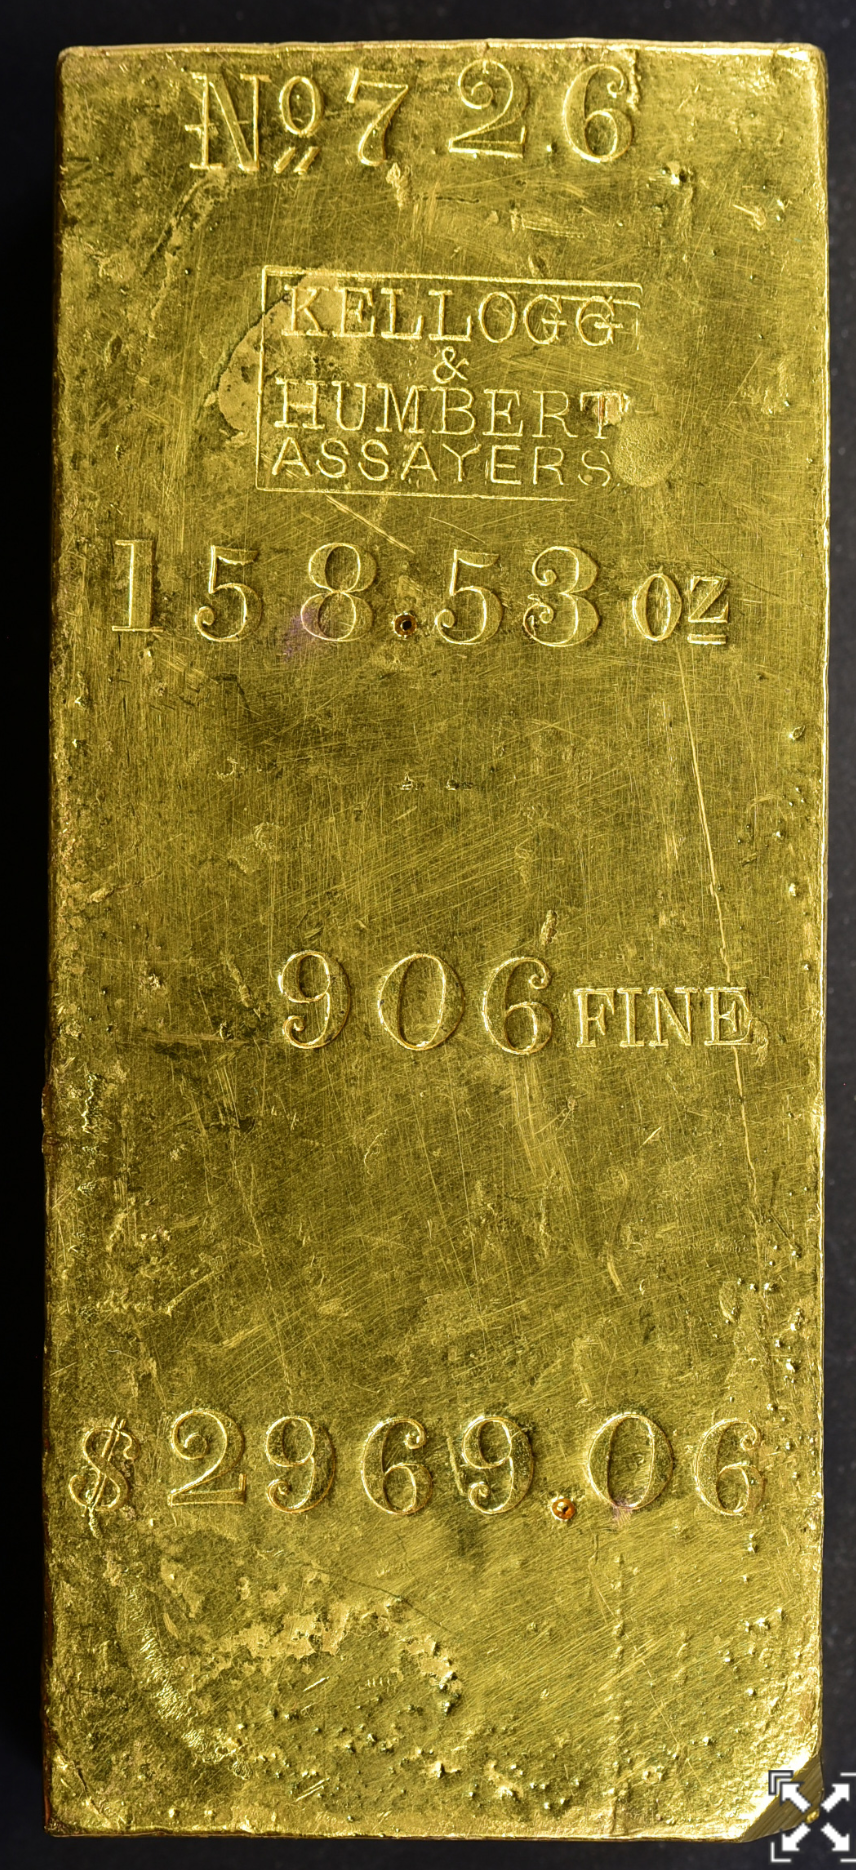 No 726
KELLOGG
&
HUMBERT
ASSAYERS
158.53 oz
906 FINE
$2969.06